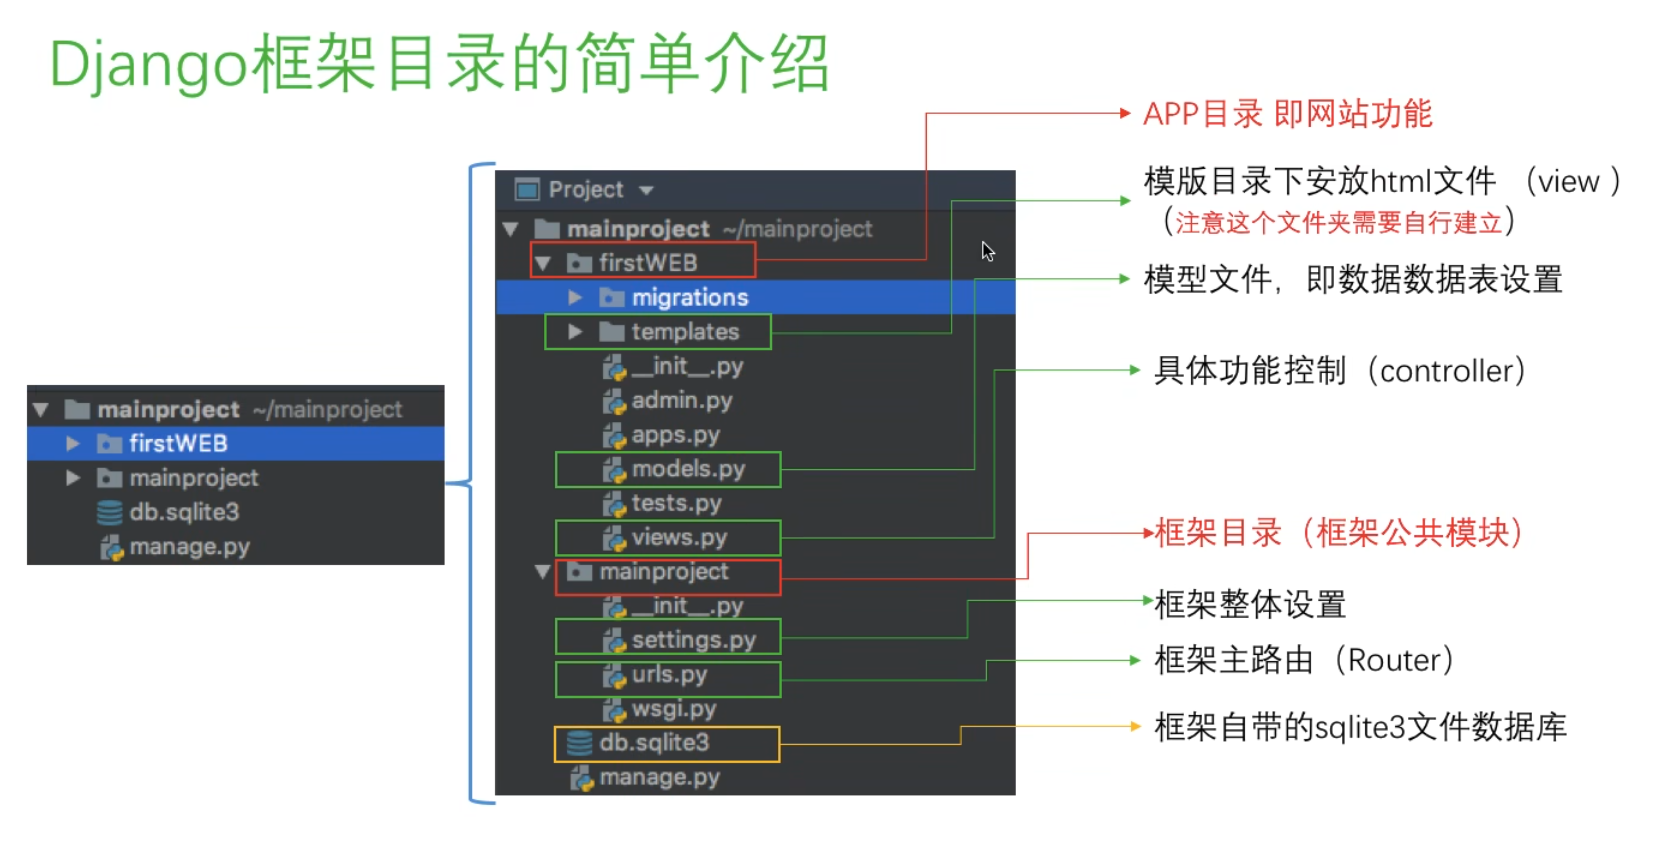 Django框架目录的简单介绍
mainproject ~/mainproject
firstWEB
mainproject
db.sqlite3
manage.py
Project
mainproject ~/mainproject
firstWEB
migrations
templates
__init__.py
admin.py
apps.py
models.py
tests.py
views.py
mainproject
__init__.py
settings.py
urls.py
wsgi.py
db.sqlite3
manage.py
APP目录 即网站功能
模版目录下安放html文件 （view ）
（注意这个文件夹需要自行建立）
模型文件，即数据数据表设置
具体功能控制（controller）
框架目录（框架公共模块）
框架整体设置
框架主路由（Router）
框架自带的sqlite3文件数据库